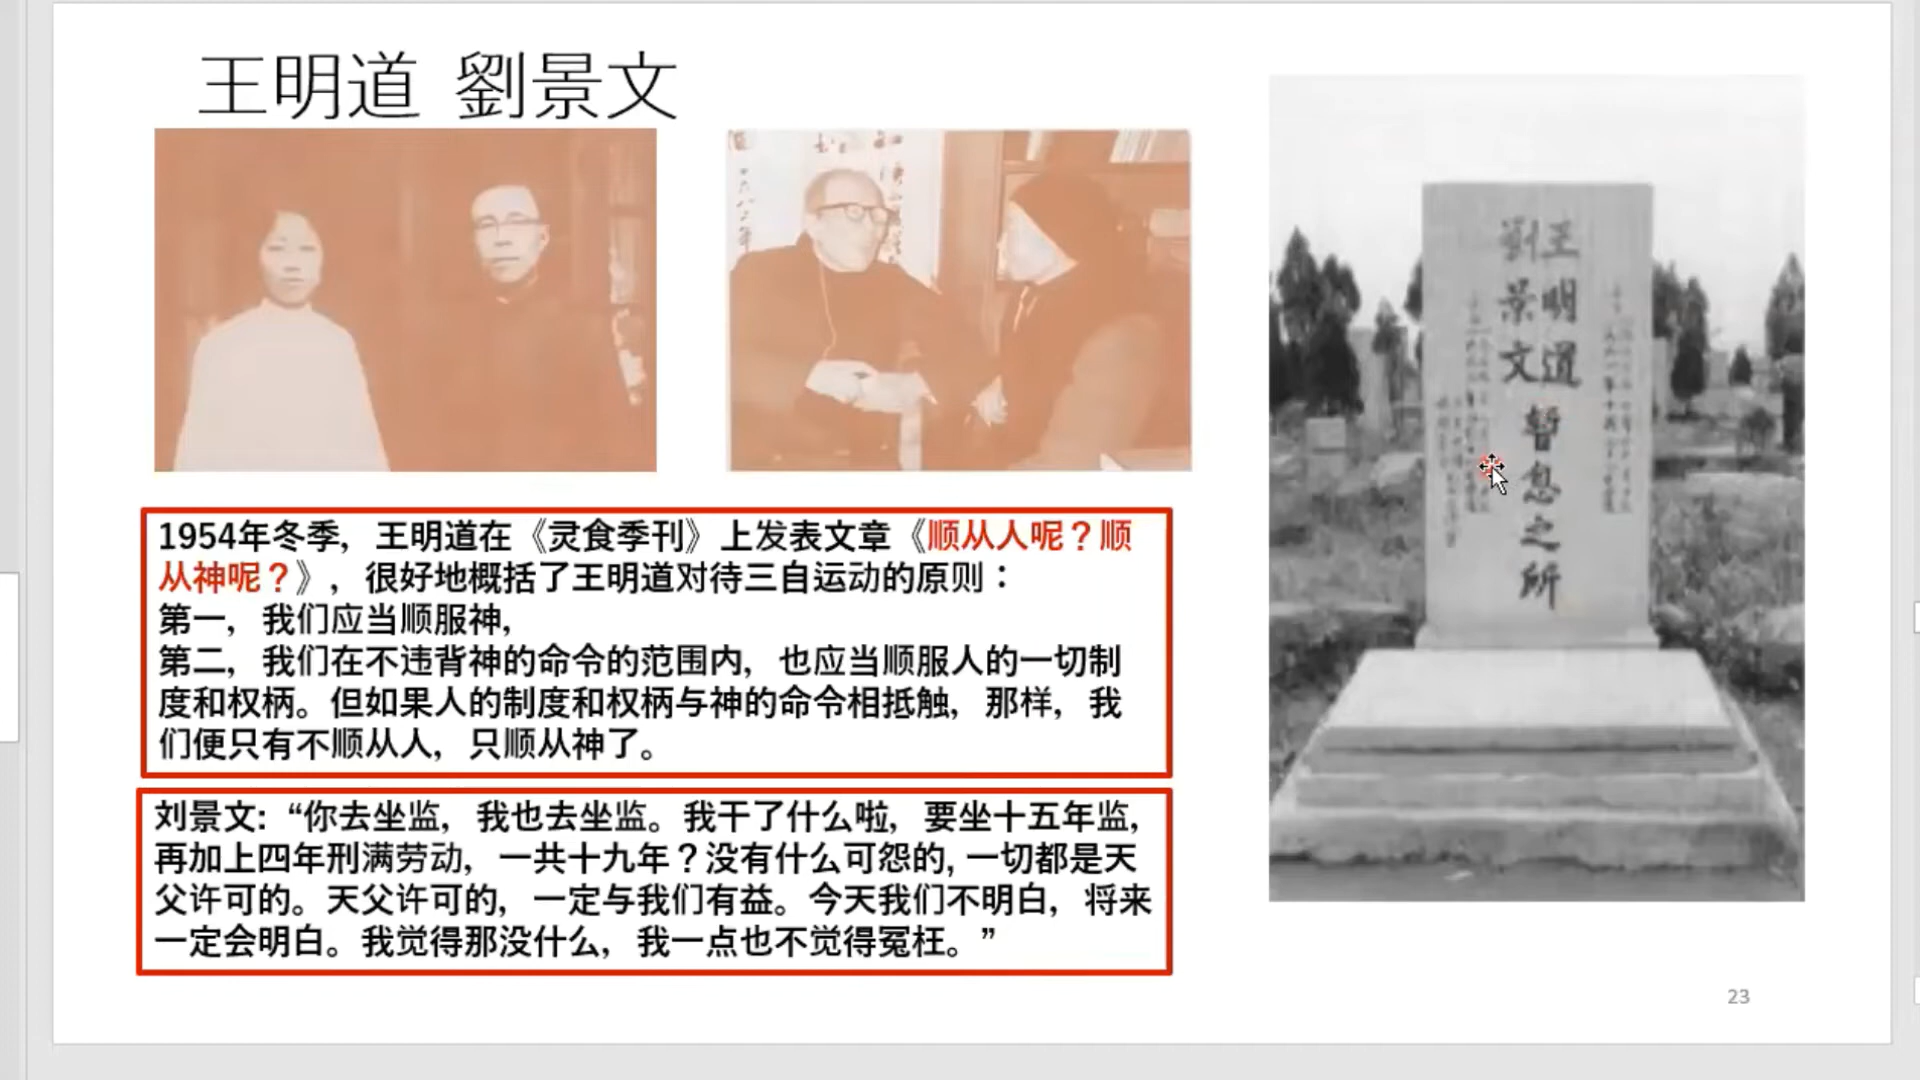 王明道 劉景文
1954年冬季，王明道在《灵食季刊》上发表文章《顺从人呢？顺
从神呢？》，很好地概括了王明道对待三自运动的原则：
第一，我们应当顺服神，
第二，我们在不违背神的命令的范围内，也应当顺服人的一切制
度和权柄。但如果人的制度和权柄与神的命令相抵触，那样，我
们便只有不顺从人，只顺从神了。
刘景文：“你去坐监，我也去坐监。我干了什么啦，要坐十五年监，
再加上四年刑满劳动，一共十九年？没有什么可怨的,一切都是天
父许可的。天父许可的，一定与我们有益。今天我们不明白，将来
一定会明白。我觉得那没什么，我一点也不觉得冤枉。”
王明道
劉景文
暂息之所
23